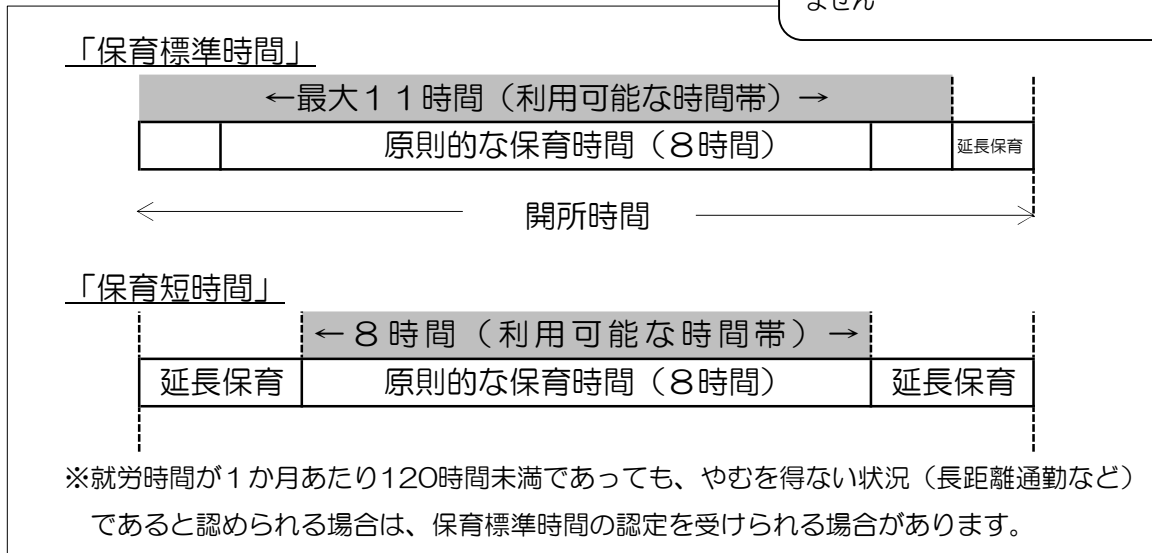 ません
「保育標準時間」
←最大１１時間（利用可能な時間帯）→
原則的な保育時間（８時間）
延長保育
開所時間
「保育短時間」
←８時間（利用可能な時間帯）→
延長保育
原則的な保育時間（８時間）
延長保育
※就労時間が１か月あたり120時間未満であっても、やむを得ない状況（長距離通勤など）
であると認められる場合は、保育標準時間の認定を受けられる場合があります。